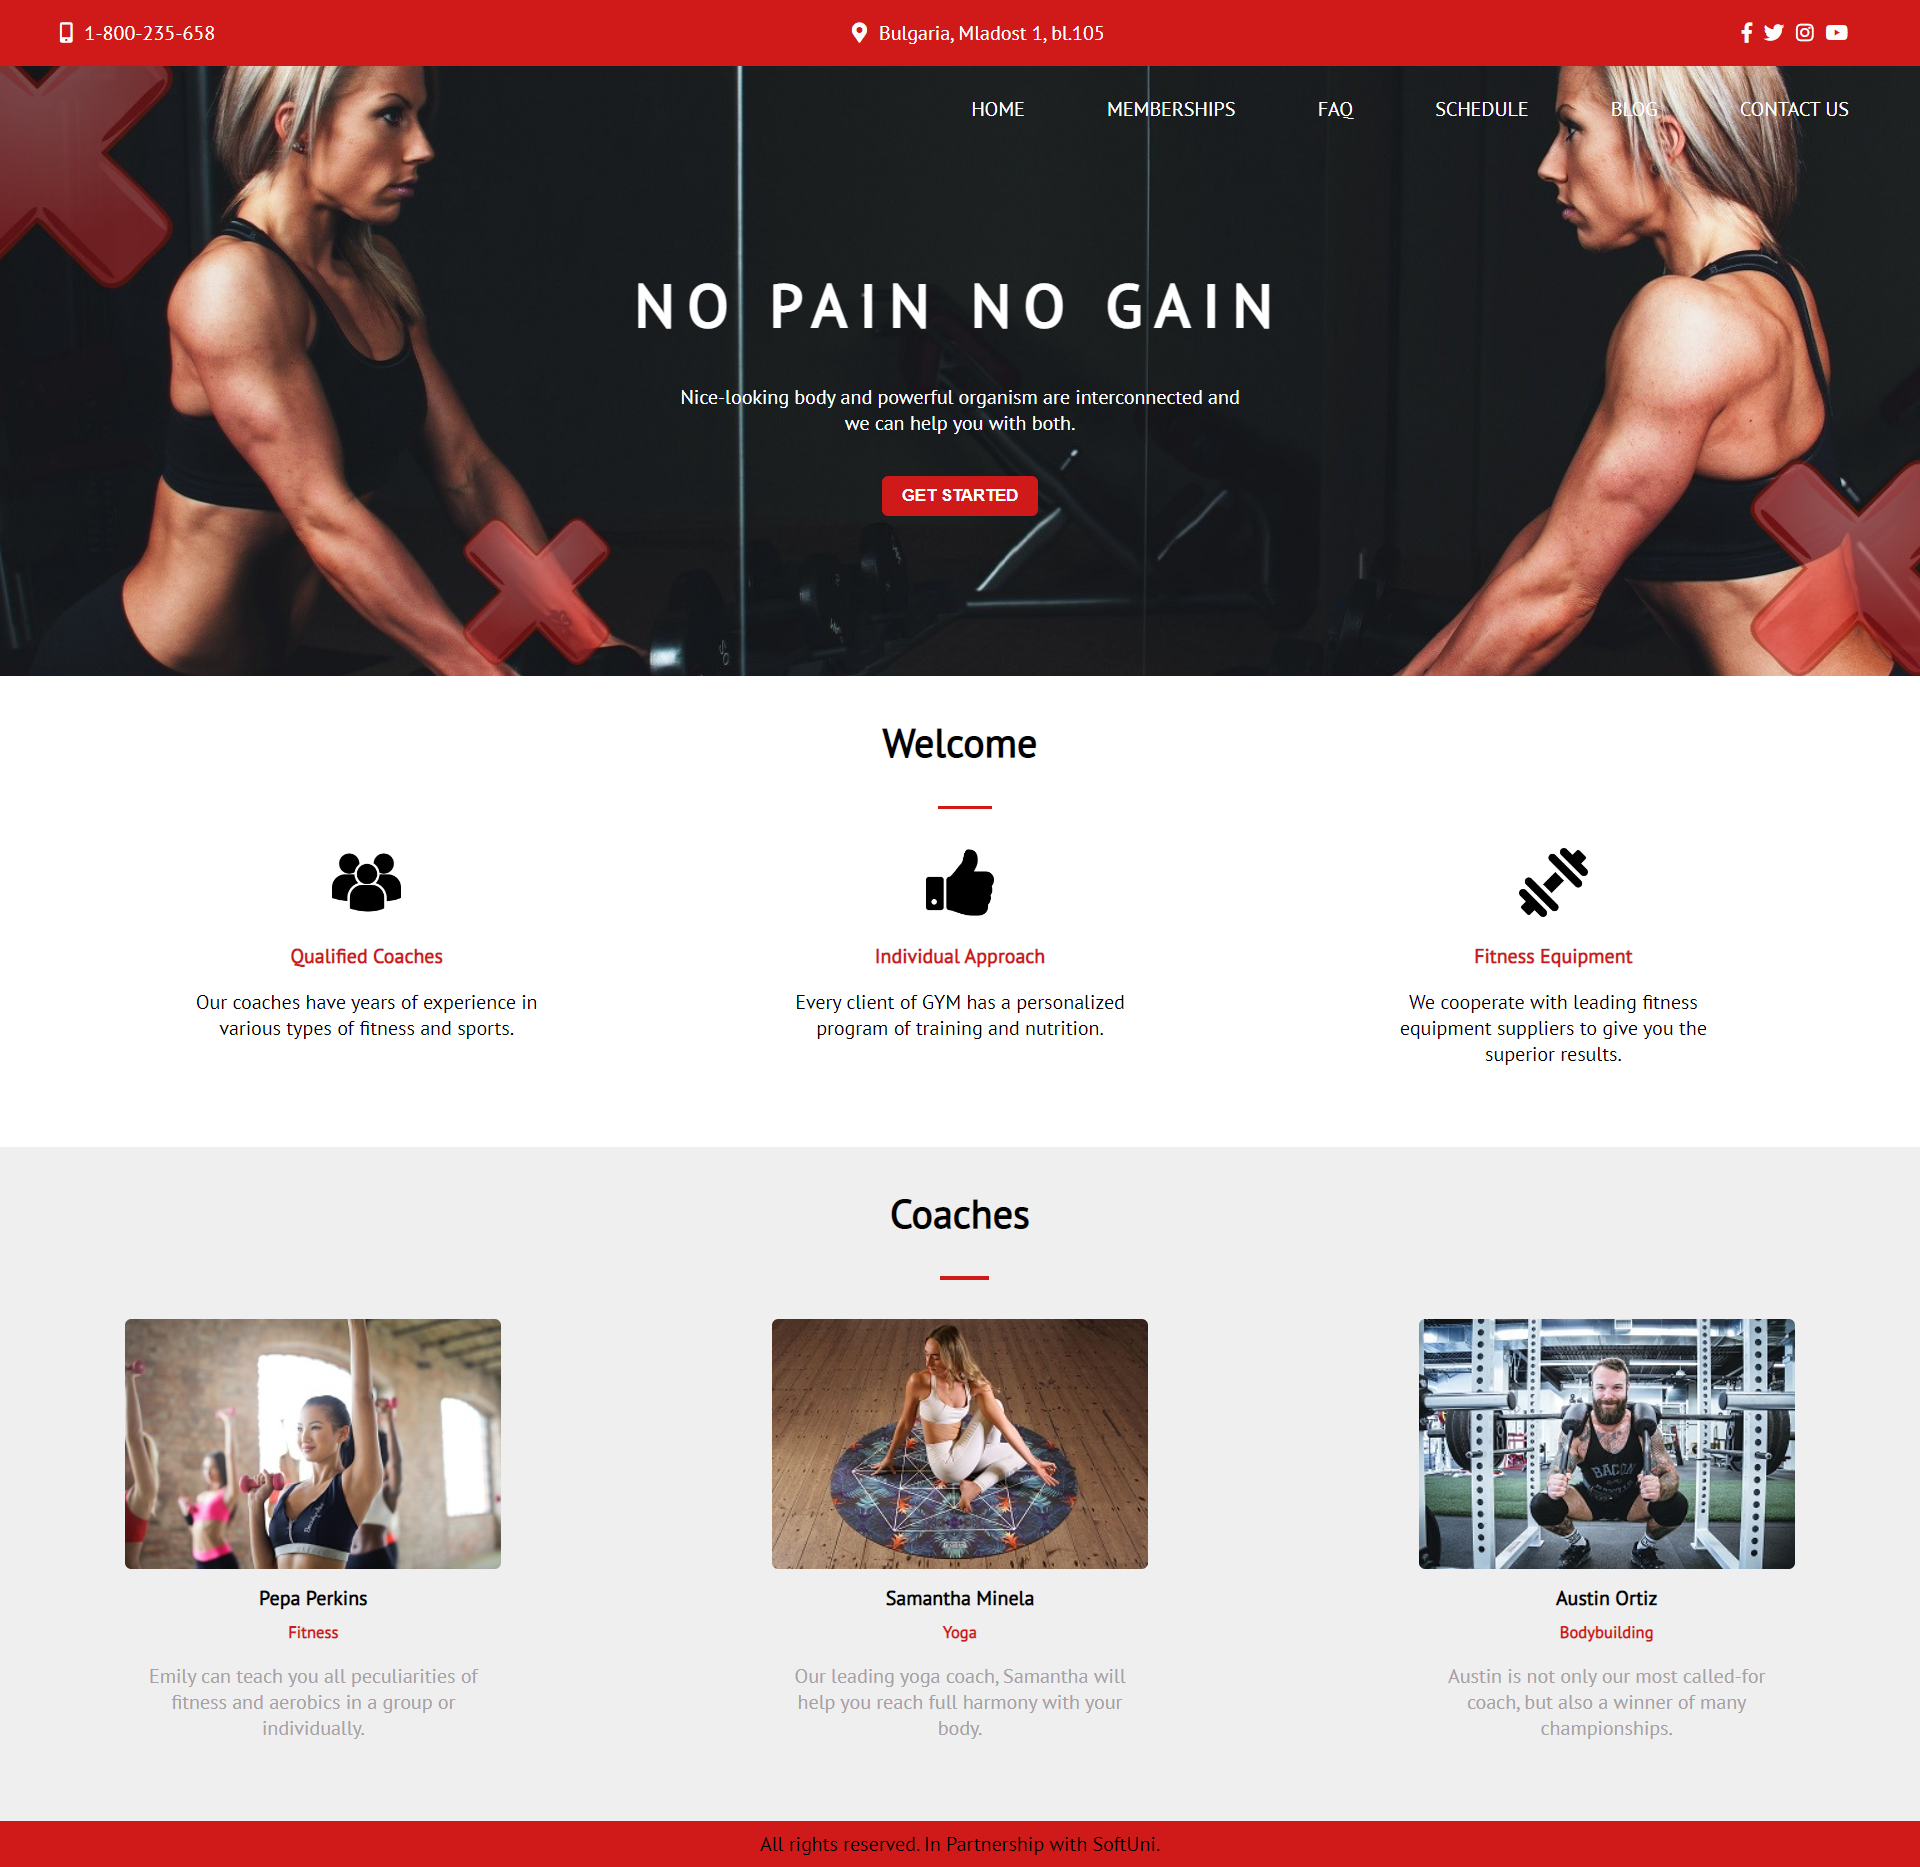 1-800-235-658
Bulgaria, Mladost 1, bl.105
HOME MEMBERSHIPS FAQ SCHEDULE BLOG CONTACT US
NO PAIN NO GAIN
Nice-looking body and powerful organism are interconnected and
we can help you with both.
GET STARTED
Welcome
Qualified Coaches
Our coaches have years of experience in
various types of fitness and sports.
Individual Approach
Every client of GYM has a personalized
program of training and nutrition.
Fitness Equipment
We cooperate with leading fitness
equipment suppliers to give you the
superior results.
Coaches
Pepa Perkins
Fitness
Emily can teach you all peculiarities of
fitness and aerobics in a group or
individually.
Samantha Minela
Yoga
Our leading yoga coach, Samantha will
help you reach full harmony with your
body.
BACON
Austin Ortiz
Bodybuilding
Austin is not only our most called-for
coach, but also a winner of many
championships.
All rights reserved. In Partnership with SoftUni.